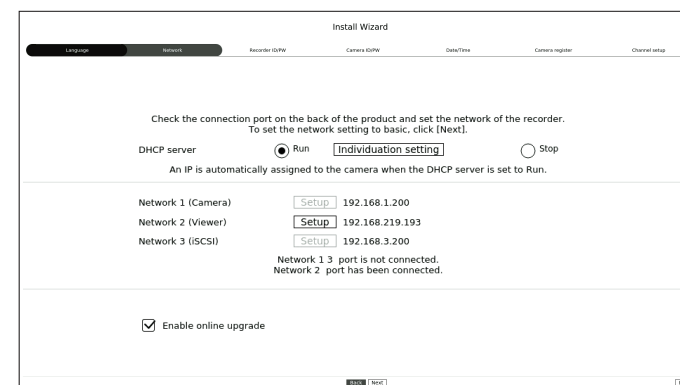 Install Wizard
Language Network Recorder ID/PW Camera ID/PW Date/Time Camera register Channel setup
Check the connection port on the back of the product and set the network of the recorder.
To set the network setting to basic, click [Next].
DHCP server Run Individuation setting Stop
An IP is automatically assigned to the camera when the DHCP server is set to Run.
Network 1 (Camera) Setup 192.168.1.200
Network 2 (Viewer) Setup 192.168.219.193
Network 3 (iSCSI) Setup 192.168.3.200
Network 1 3 port is not connected.
Network 2 port has been connected.
Enable online upgrade
Back Next